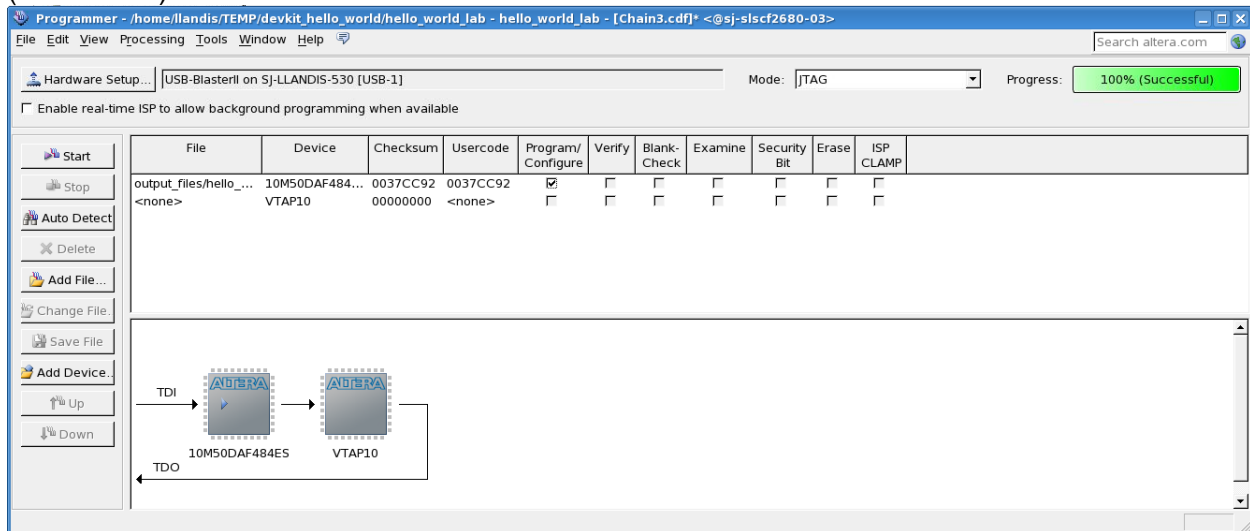 Programmer - /home/llandis/TEMP/devkit_hello_world/hello_world_lab - hello_world_lab - [Chain3.cdf]* <@sj-slscf2680-03>
File Edit View Processing Tools Window Help
Search altera.com
Hardware Setup... USB-BlasterII on SJ-LLANDIS-530 [USB-1] Mode: JTAG Progress: 100% (Successful)
Enable real-time ISP to allow background programming when available
File Device Checksum Usercode Program/ Configure Verify Blank- Check Examine Security Bit Erase ISP CLAMP
output_files/hello_... 10M50DAF484... 0037CC92 0037CC92
<none> VTAP10 00000000 <none>
Start
Stop
Auto Detect
Delete
Add File...
Change File.
Save File
Add Device.
Up
Down
TDI
ALTERA ALTERA
10M50DAF484ES VTAP10
TDO